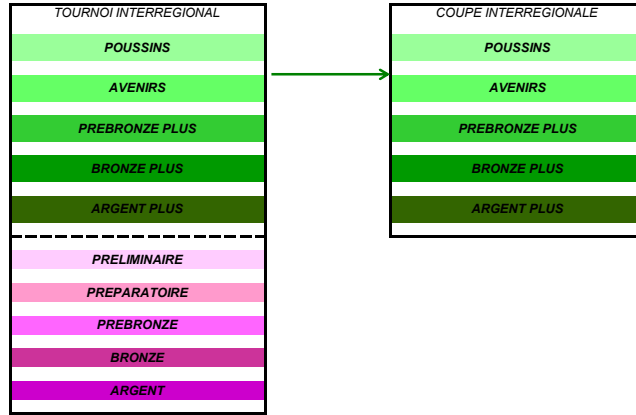 TOURNOI INTERREGIONAL
POUSSINS
AVENIRS
PREBRONZE PLUS
BRONZE PLUS
ARGENT PLUS
PRELIMINAIRE
PREPARATOIRE
PREBRONZE
BRONZE
ARGENT
COUPE INTERREGIONALE
POUSSINS
AVENIRS
PREBRONZE PLUS
BRONZE PLUS
ARGENT PLUS